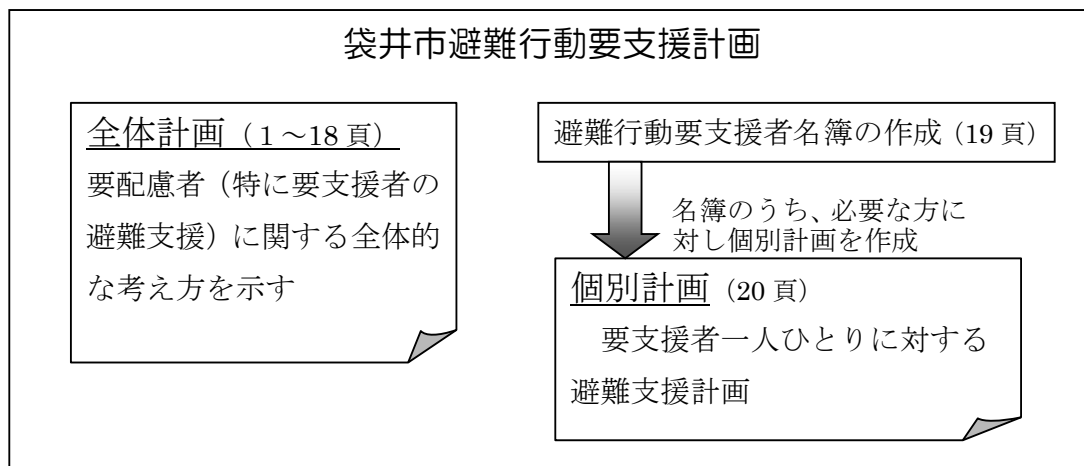 袋井市避難行動要支援計画
全体計画（1～18頁）
要配慮者（特に要支援者の
避難支援）に関する全体的
な考え方を示す
避難行動要支援者名簿の作成（19頁）
名簿のうち、必要な方に
対し個別計画を作成
個別計画（20頁）
要支援者一人ひとりに対する
避難支援計画